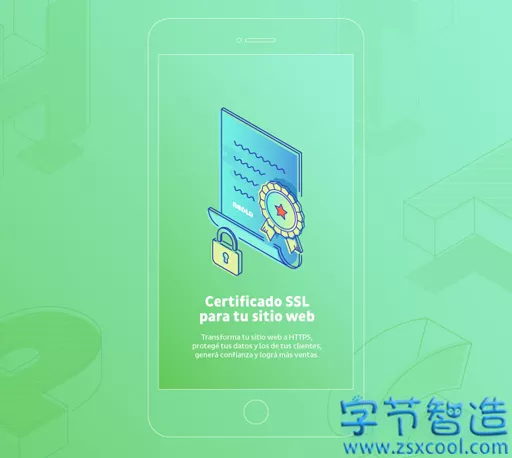 Certificado SSL
para tu sitio web
Transforma tu sitio web a HTTPS,
protegé tus datos y los de tus clientes,
generá confianza y lográ más ventas.
字节智造
www.zsxcool.com